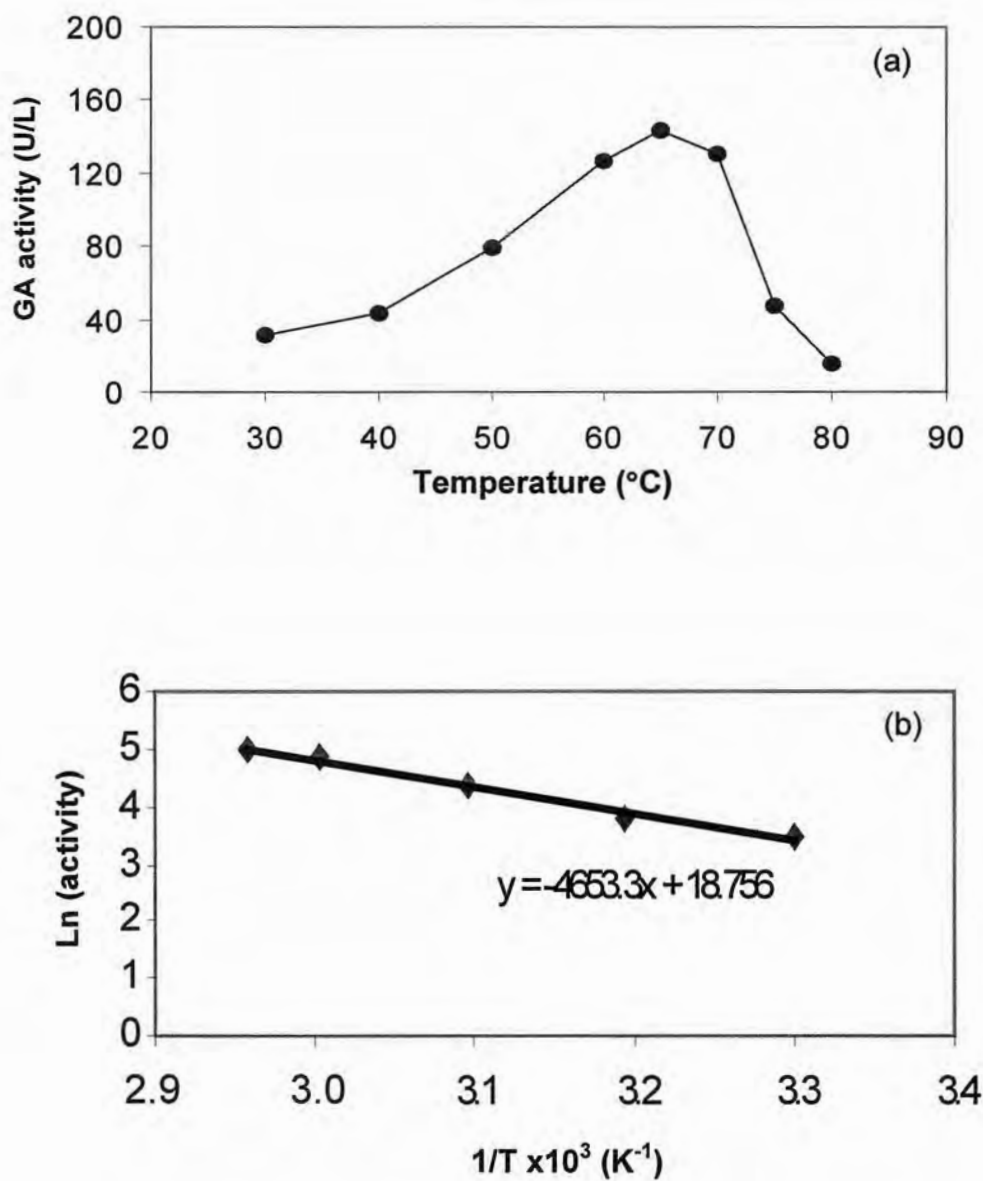 (a)
GA activity (U/L)
200
160
120
80
40
0
20 30 40 50 60 70 80 90
Temperature (°C)
(b)
Ln (activity)
6
5
4
3
2
1
0
y = -4653.3x + 18.756
2.9 3.0 3.1 3.2 3.3 3.4
1/T x10³ (K⁻¹)